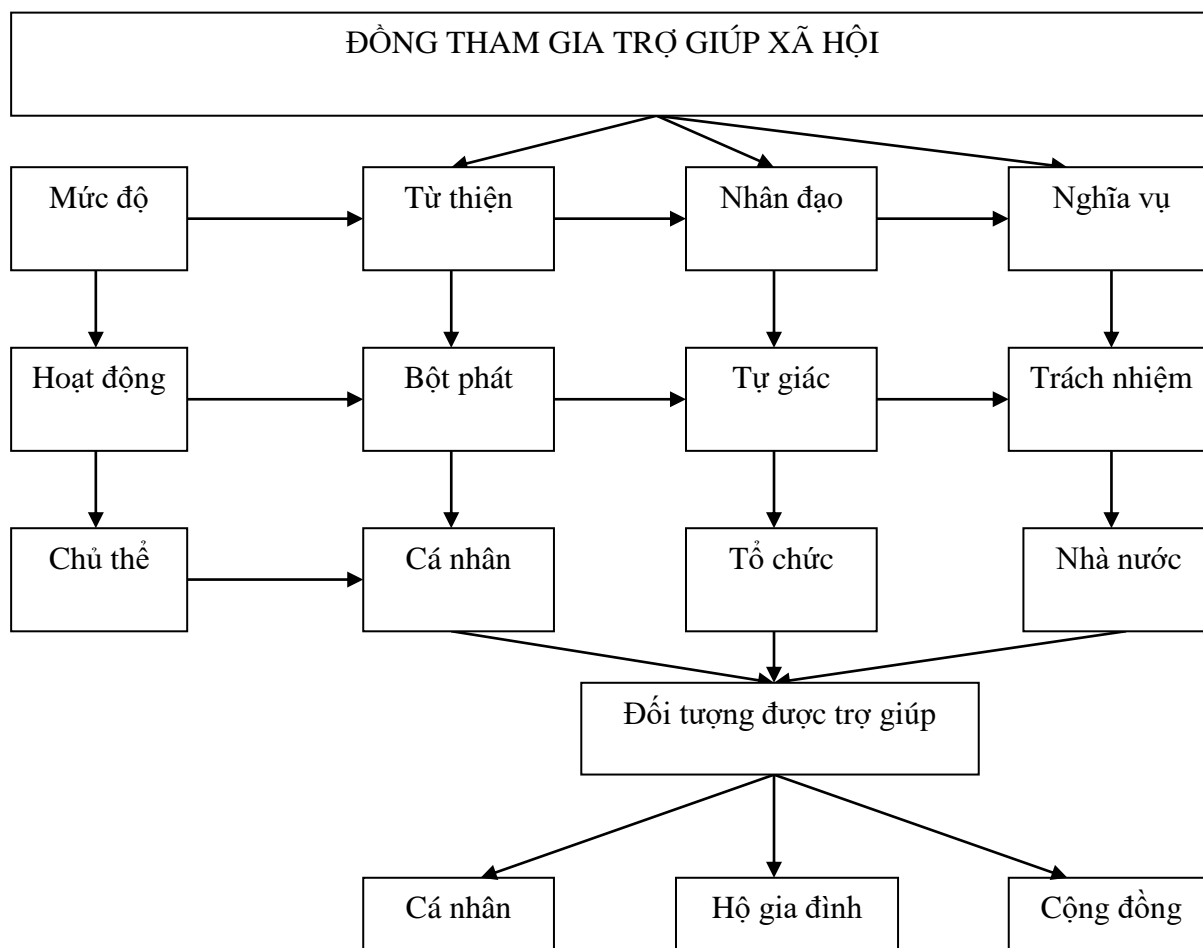 ĐỒNG THAM GIA TRỢ GIÚP XÃ HỘI
Mức độ
Từ thiện
Nhân đạo
Nghĩa vụ
Hoạt động
Bột phát
Tự giác
Trách nhiệm
Chủ thể
Cá nhân
Tổ chức
Nhà nước
Đối tượng được trợ giúp
Cá nhân
Hộ gia đình
Cộng đồng